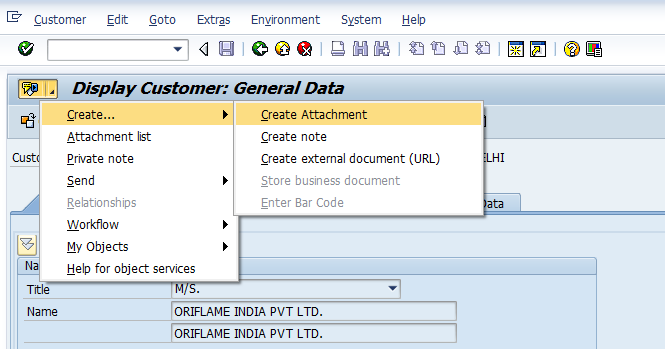 Customer Edit Goto Extras Environment System Help
Display Customer: General Data
Create...
Attachment list
Private note
Send
Relationships
Workflow
My Objects
Help for object services
Create Attachment
Create note
Create external document (URL)
Store business document
Enter Bar Code
Custo
ELHI
Data
Na
Title M/S.
Name ORIFLAME INDIA PVT LTD.
ORIFLAME INDIA PVT LTD.